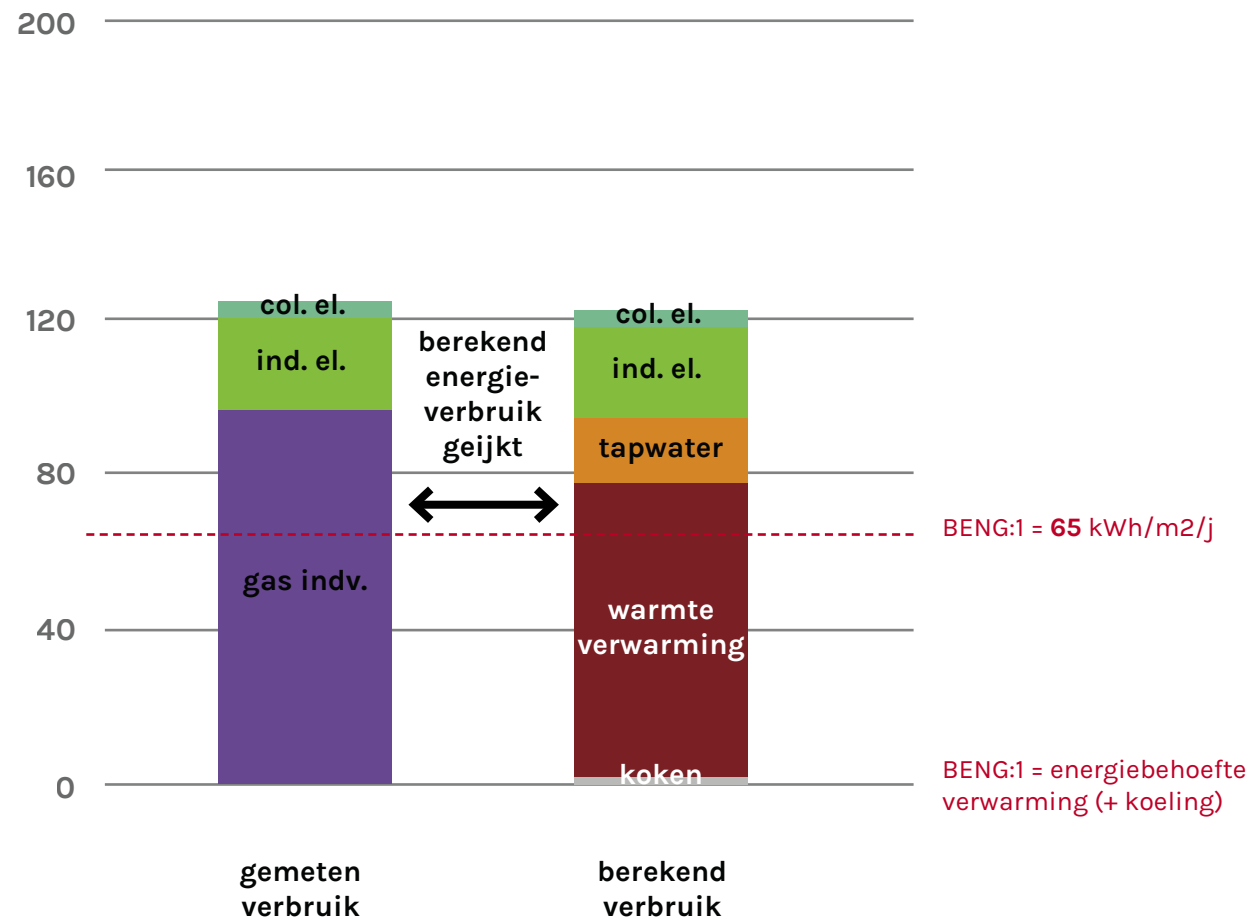 200
160
120
80
40
0
col. el.
ind. el.
gas indv.
berekend
energie-
verbruik
geijkt
col. el.
ind. el.
tapwater
warmte
verwarming
koken
BENG:1 = 65 kWh/m2/j
BENG:1 = energiebehoefte
verwarming (+ koeling)
gemeten
verbruik
berekend
verbruik